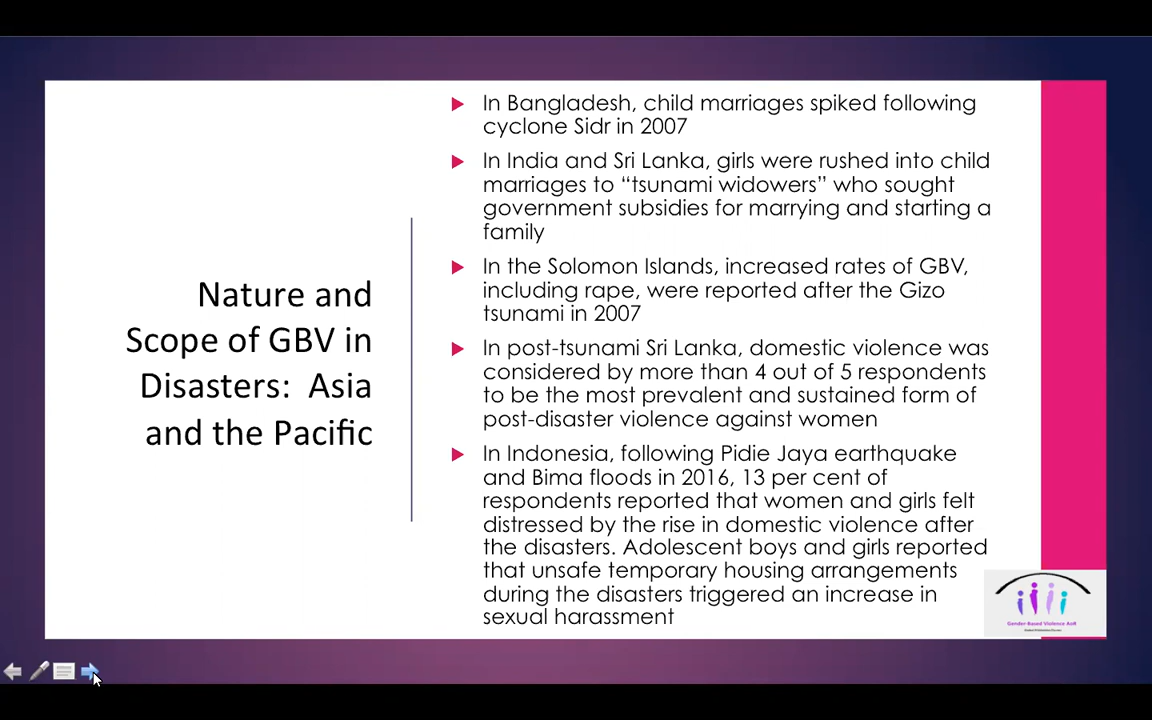 Nature and
Scope of GBV in
Disasters: Asia
and the Pacific
In Bangladesh, child marriages spiked following
cyclone Sidr in 2007
In India and Sri Lanka, girls were rushed into child
marriages to “tsunami widowers” who sought
government subsidies for marrying and starting a
family
In the Solomon Islands, increased rates of GBV,
including rape, were reported after the Gizo
tsunami in 2007
In post-tsunami Sri Lanka, domestic violence was
considered by more than 4 out of 5 respondents
to be the most prevalent and sustained form of
post-disaster violence against women
In Indonesia, following Pidie Jaya earthquake
and Bima floods in 2016, 13 per cent of
respondents reported that women and girls felt
distressed by the rise in domestic violence after
the disasters. Adolescent boys and girls reported
that unsafe temporary housing arrangements
during the disasters triggered an increase in
sexual harassment
Gender-Based Violence AoR